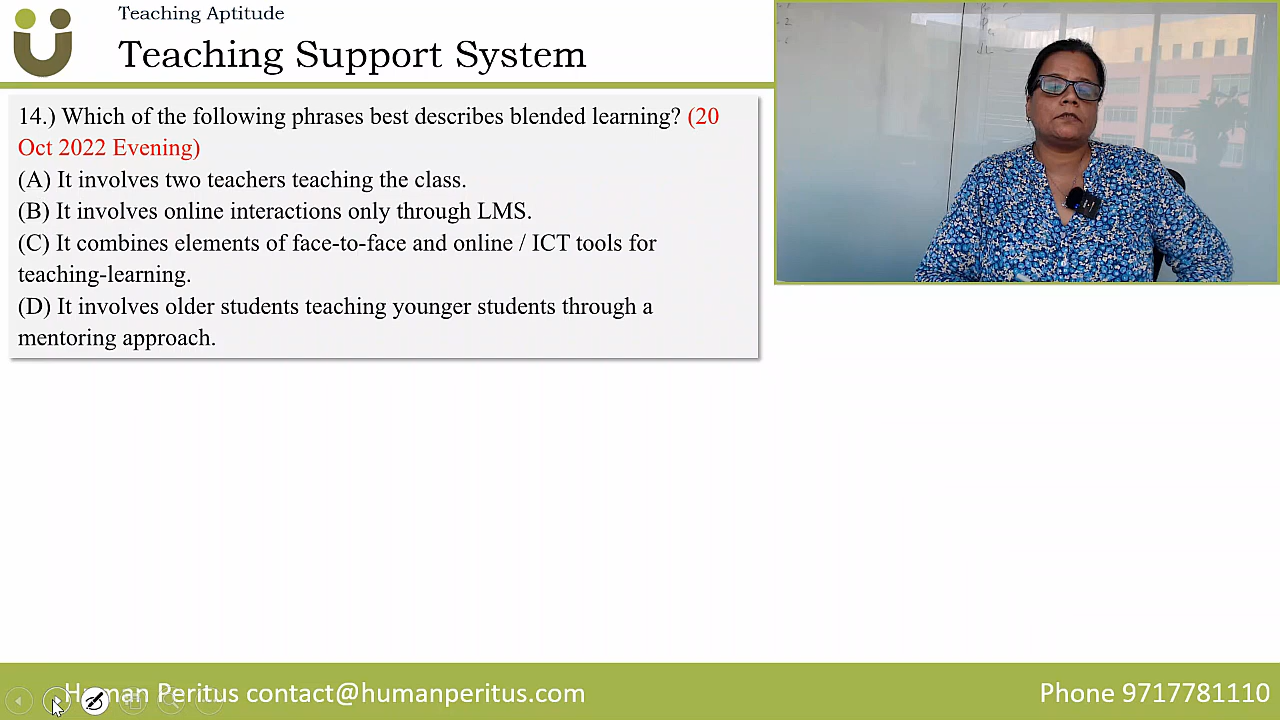 Teaching Aptitude
Teaching Support System
14.) Which of the following phrases best describes blended learning? (20
Oct 2022 Evening)
(A) It involves two teachers teaching the class.
(B) It involves online interactions only through LMS.
(C) It combines elements of face-to-face and online / ICT tools for
teaching-learning.
(D) It involves older students teaching younger students through a
mentoring approach.
Human Peritus contact@humanperitus.com
Phone 9717781110